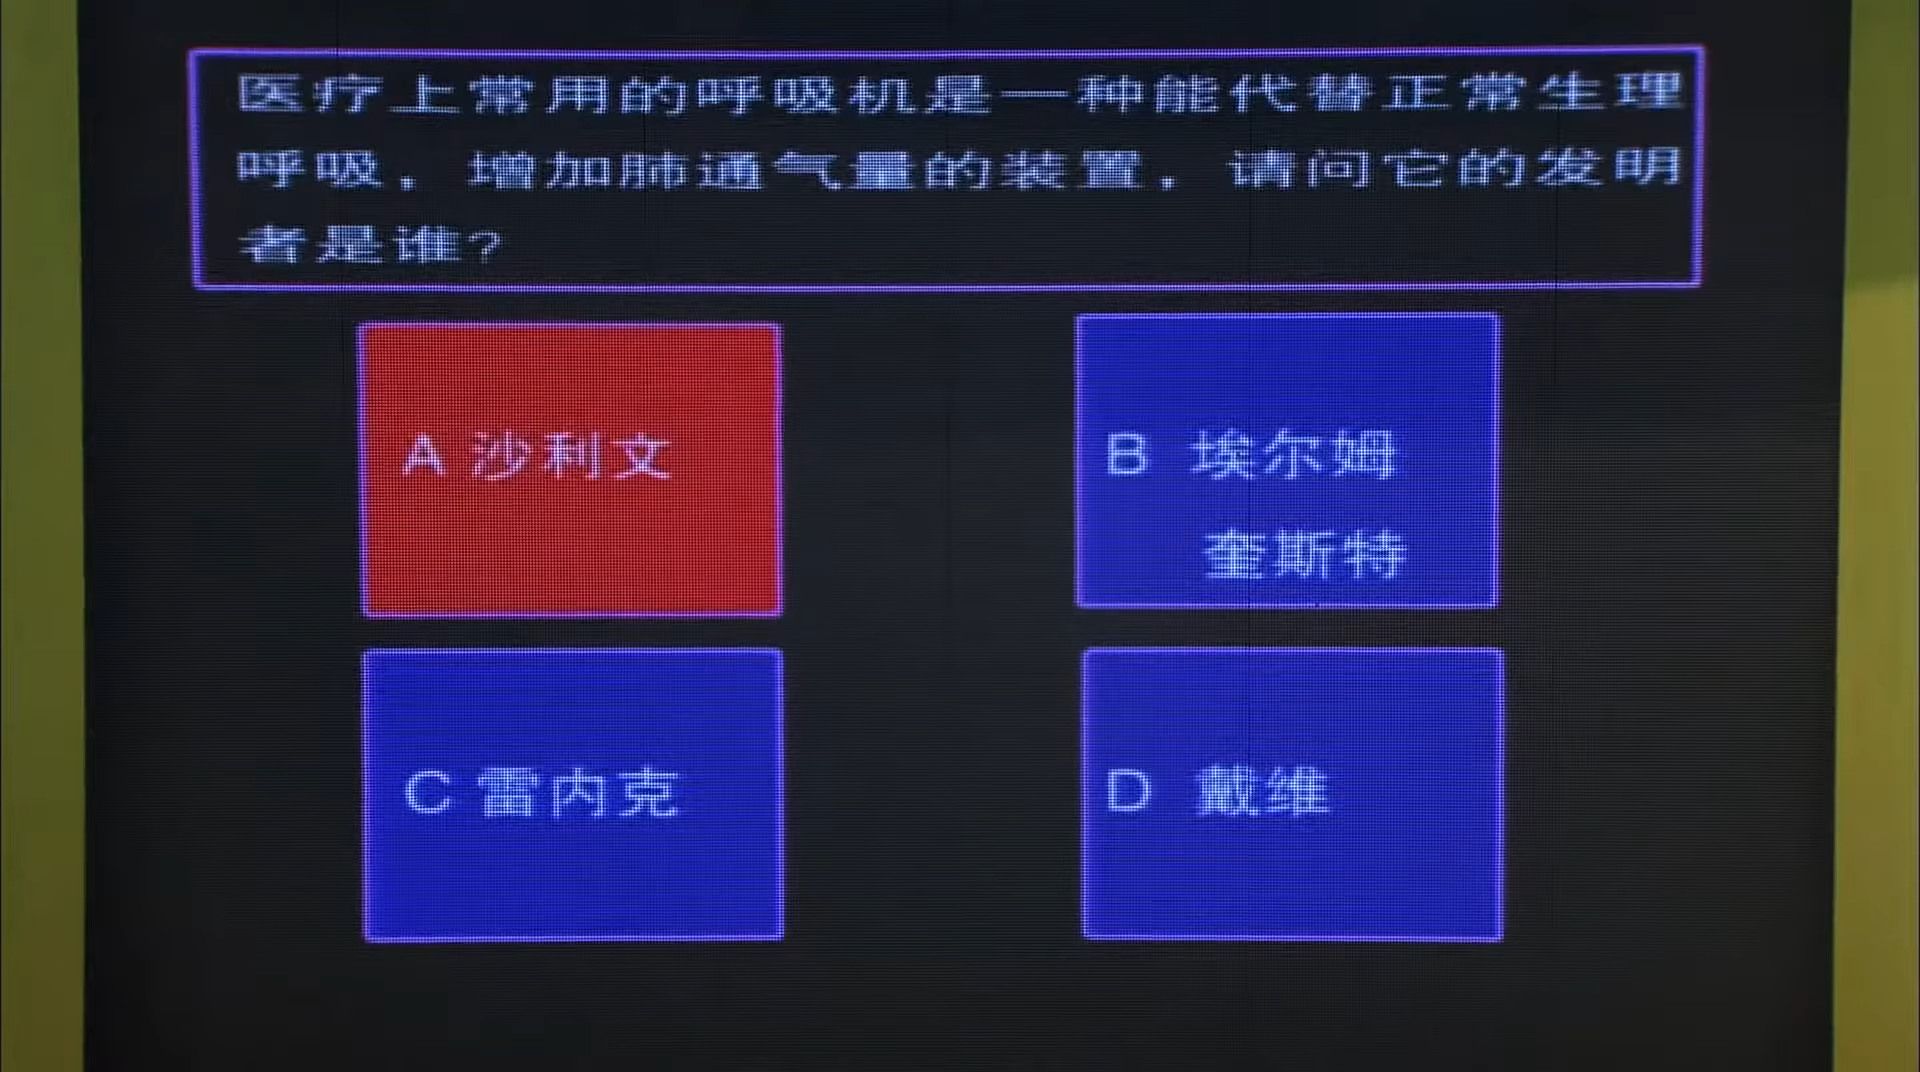 医疗上常用的呼吸机是一种能代替正常生理
呼吸，增加肺通气量的装置，请问它的发明
者是谁?
A 沙利文
B 埃尔姆
奎斯特
C 雷内克
D 戴维